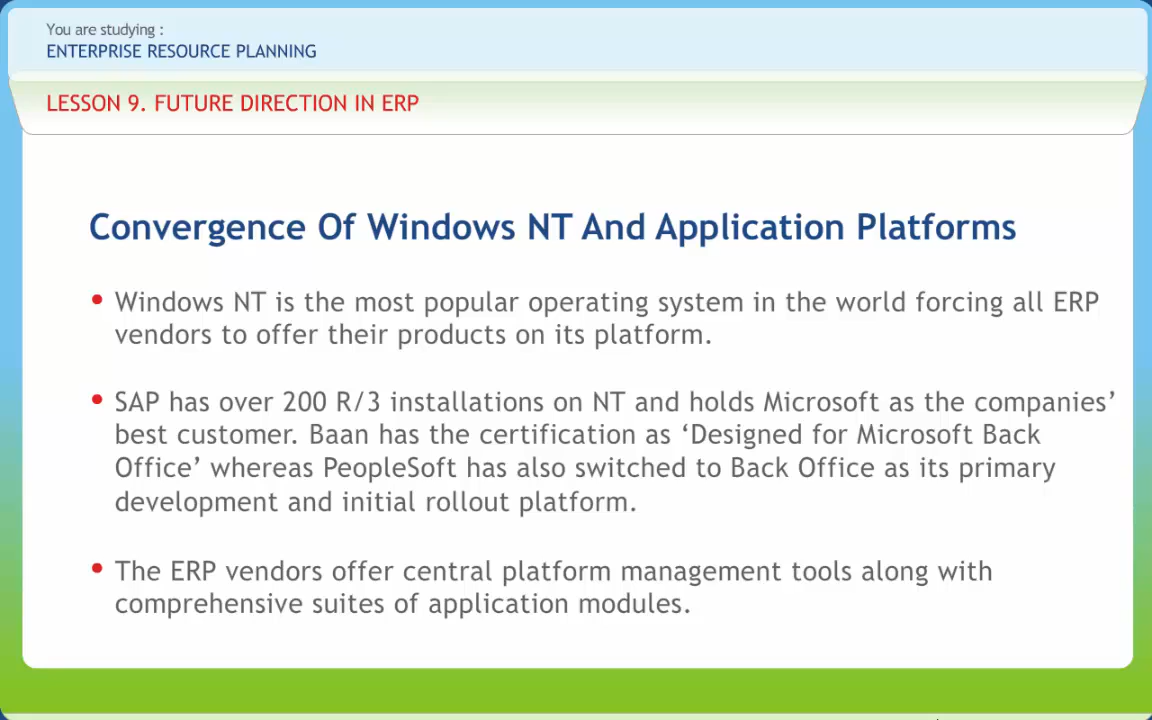 You are studying :
ENTERPRISE RESOURCE PLANNING
LESSON 9. FUTURE DIRECTION IN ERP
Convergence Of Windows NT And Application Platforms
• Windows NT is the most popular operating system in the world forcing all ERP
vendors to offer their products on its platform.
• SAP has over 200 R/3 installations on NT and holds Microsoft as the companies’
best customer. Baan has the certification as ‘Designed for Microsoft Back
Office’ whereas PeopleSoft has also switched to Back Office as its primary
development and initial rollout platform.
• The ERP vendors offer central platform management tools along with
comprehensive suites of application modules.